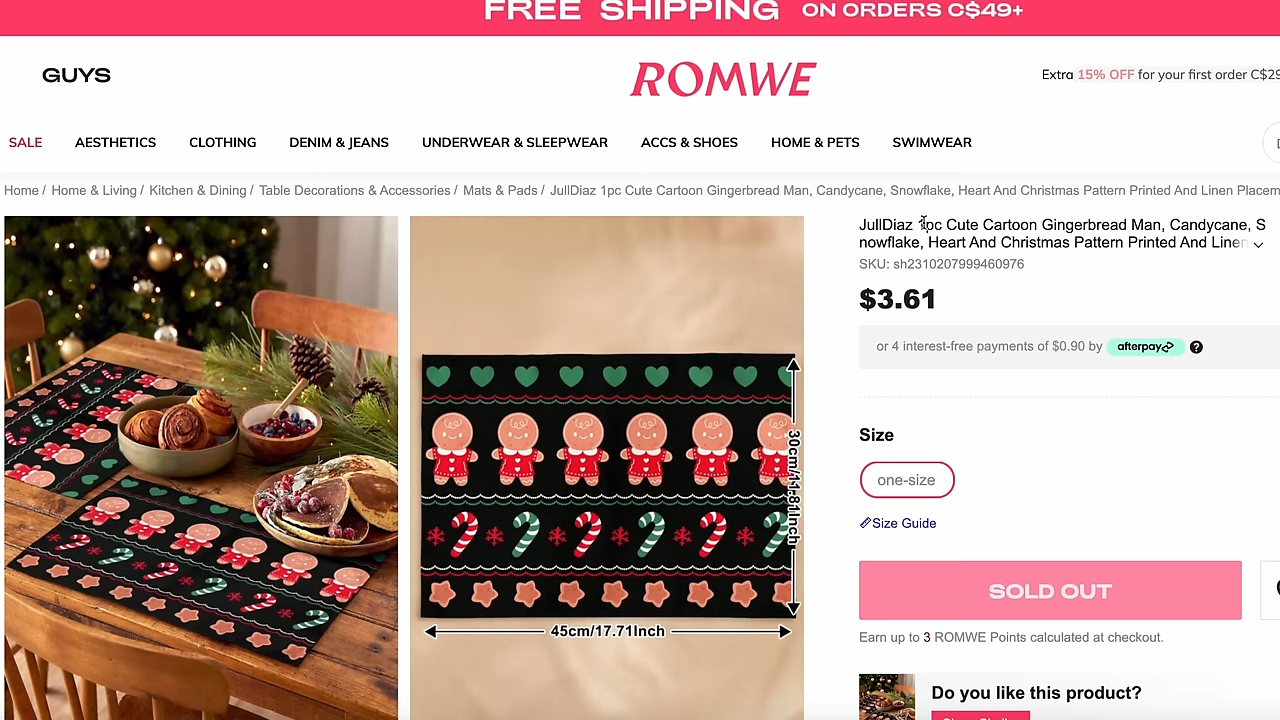 FREE SHIPPING ON ORDERS C$49+
GUYS
ROMWE
Extra 15% OFF for your first order C$29
SALE AESTHETICS CLOTHING DENIM & JEANS UNDERWEAR & SLEEPWEAR ACCS & SHOES HOME & PETS SWIMWEAR
Home / Home & Living / Kitchen & Dining / Table Decorations & Accessories / Mats & Pads / JullDiaz 1pc Cute Cartoon Gingerbread Man, Candycane, Snowflake, Heart And Christmas Pattern Printed And Linen Placem
JullDiaz 1pc Cute Cartoon Gingerbread Man, Candycane, S
nowflake, Heart And Christmas Pattern Printed And Linen
SKU: sh2310207999460976
$3.61
or 4 interest-free payments of $0.90 by afterpay
Size
one-size
Size Guide
SOLD OUT
Earn up to 3 ROMWE Points calculated at checkout.
Do you like this product?
30cm/11.81Inch
45cm/17.71Inch